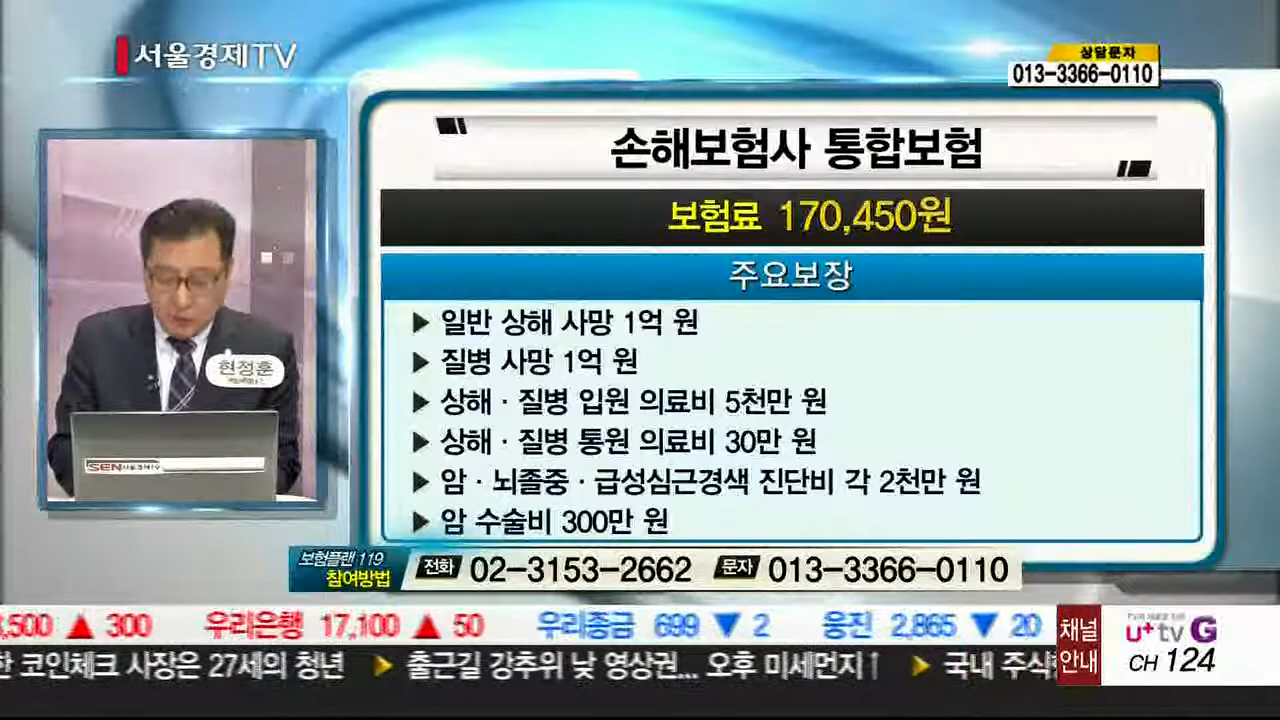 서울경제TV
상담문자
013-3366-0110
손해보험사 통합보험
보험료 170,450원
주요보장
▶ 일반 상해 사망 1억 원
▶ 질병 사망 1억 원
▶ 상해·질병 입원 의료비 5천만 원
▶ 상해·질병 통원 의료비 30만 원
▶ 암·뇌졸중·급성심근경색 진단비 각 2천만 원
▶ 암 수술비 300만 원
현정훈
SEN 서울경제TV
보험플랜 119
참여방법
전화 02-3153-2662 문자 013-3366-0110
,500 ▲ 300 우리은행 17,100 ▲ 50 우리종금 699 ▼ 2 웅진 2,865 ▼ 20
한 코인체크 사장은 27세의 청년 ▶ 출근길 강추위 낮 영상권... 오후 미세먼지↑ ▶ 국내 주식
채널
안내
u+tv G
CH 124